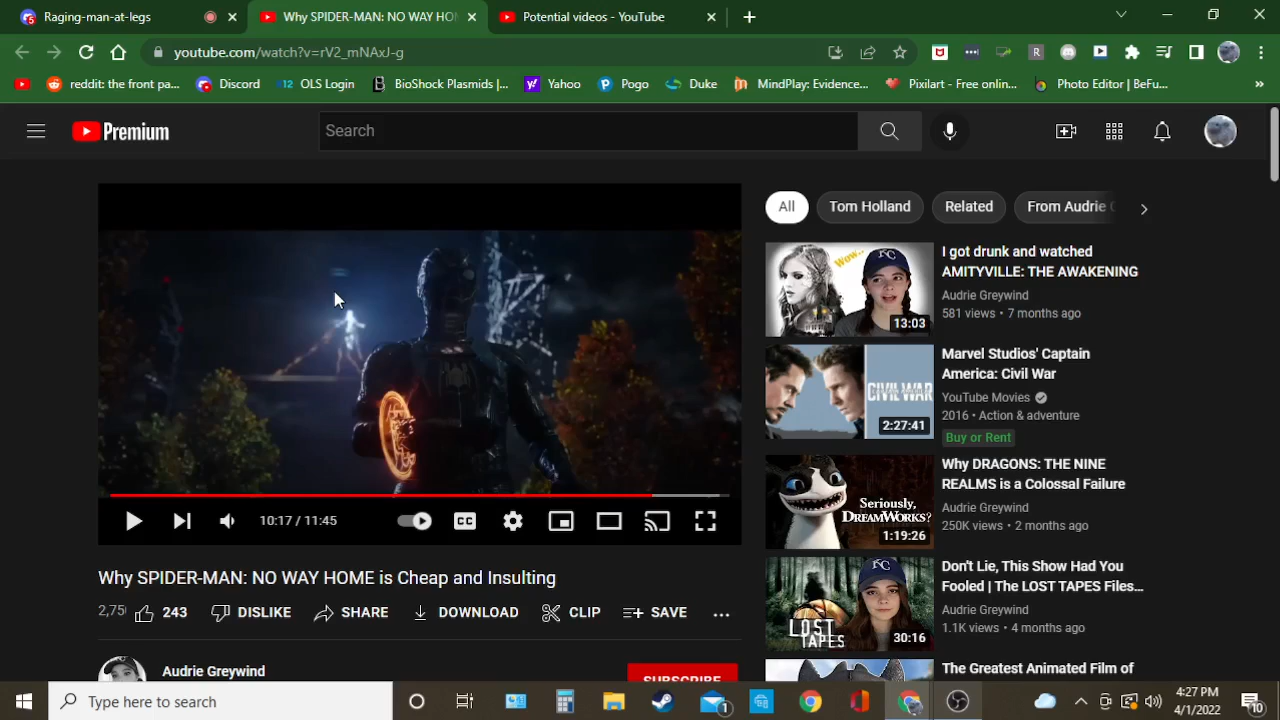 Raging-man-at-legs
Why SPIDER-MAN: NO WAY HO
Potential videos - YouTube
youtube.com/watch?v=rV2_mNAxJ-g
reddit: the front pa...
Discord
12 OLS Login
BioShock Plasmids |...
Yahoo
Pogo
Duke
MindPlay: Evidence...
Pixilart - Free onlin...
Photo Editor | BeFu...
Premium
Search
All
Tom Holland
Related
From Audrie G
I got drunk and watched
AMITYVILLE: THE AWAKENING
Audrie Greywind
581 views • 7 months ago
Wow..
13:03
Marvel Studios' Captain
America: Civil War
YouTube Movies
2016 • Action & adventure
Buy or Rent
CIVIL WAR
2:27:41
Why DRAGONS: THE NINE
REALMS is a Colossal Failure
Audrie Greywind
250K views • 2 months ago
Seriously,
DREAMWORKS?
1:19:26
Don't Lie, This Show Had You
Fooled | The LOST TAPES Files...
Audrie Greywind
1.1K views • 4 months ago
LOST
TAPES
30:16
The Greatest Animated Film of
10:17 / 11:45
CC
Why SPIDER-MAN: NO WAY HOME is Cheap and Insulting
2,75
243
DISLIKE
SHARE
DOWNLOAD
CLIP
SAVE
Audrie Greywind
SUBSCRIBE
Type here to search
1
4:27 PM
4/1/2022
10